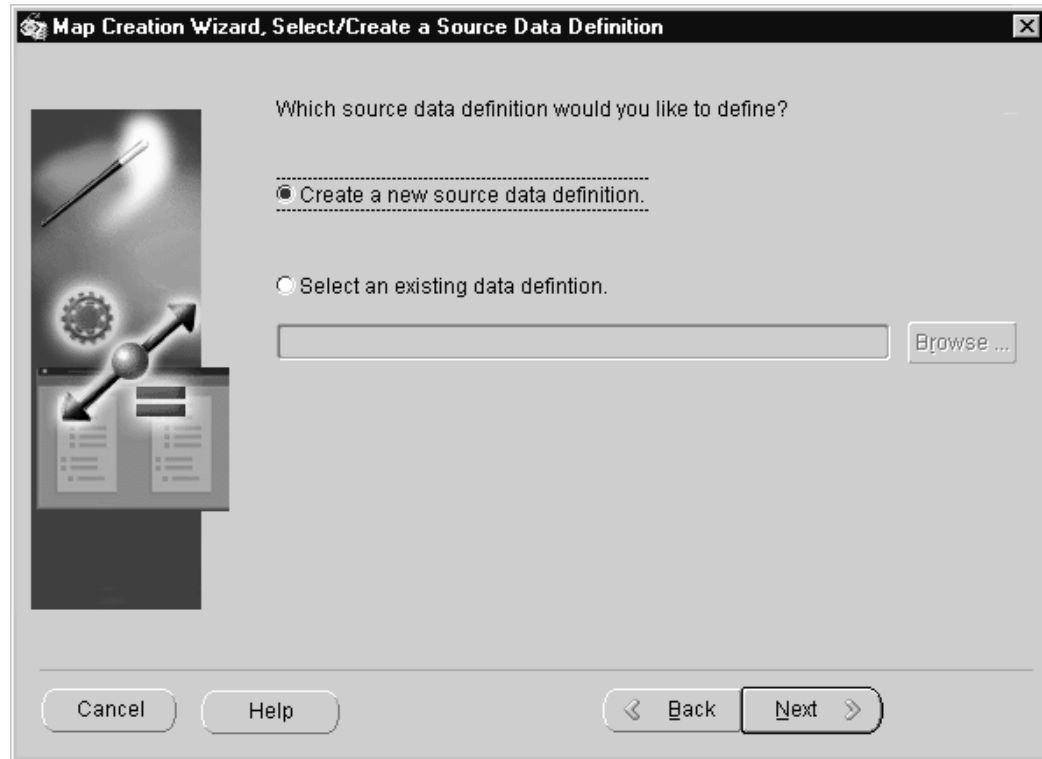 Map Creation Wizard, Select/Create a Source Data Definition
Which source data definition would you like to define?
Create a new source data definition.
Select an existing data defintion.
Browse ...
Cancel
Help
Back
Next